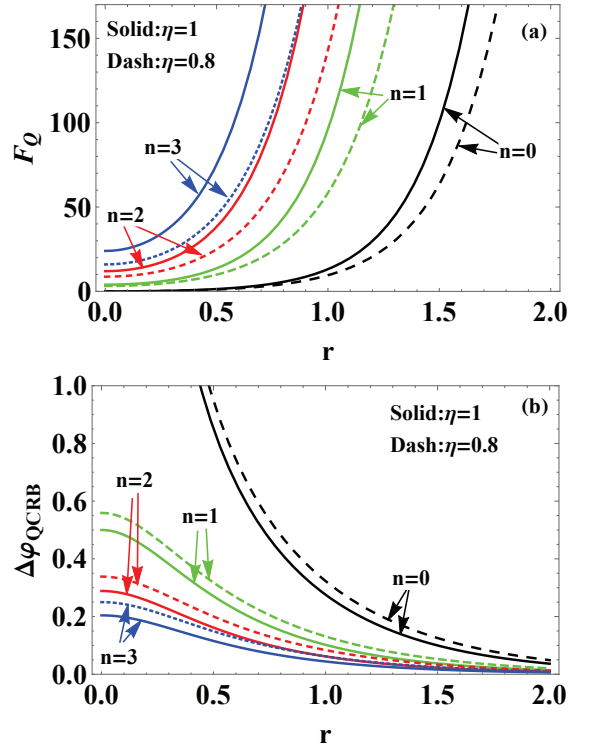 Solid:η=1
(a)
Dash:η=0.8
150
n=1
100
F_Q
n=3
n=0
50
n=2
0
0.0 0.5 1.0 1.5 2.0
r
1.0
Solid:η=1
(b)
Dash:η=0.8
0.8
n=2
0.6
n=1
Δφ_QCRB
0.4
n=0
0.2
n=3
0.0
0.0 0.5 1.0 1.5 2.0
r